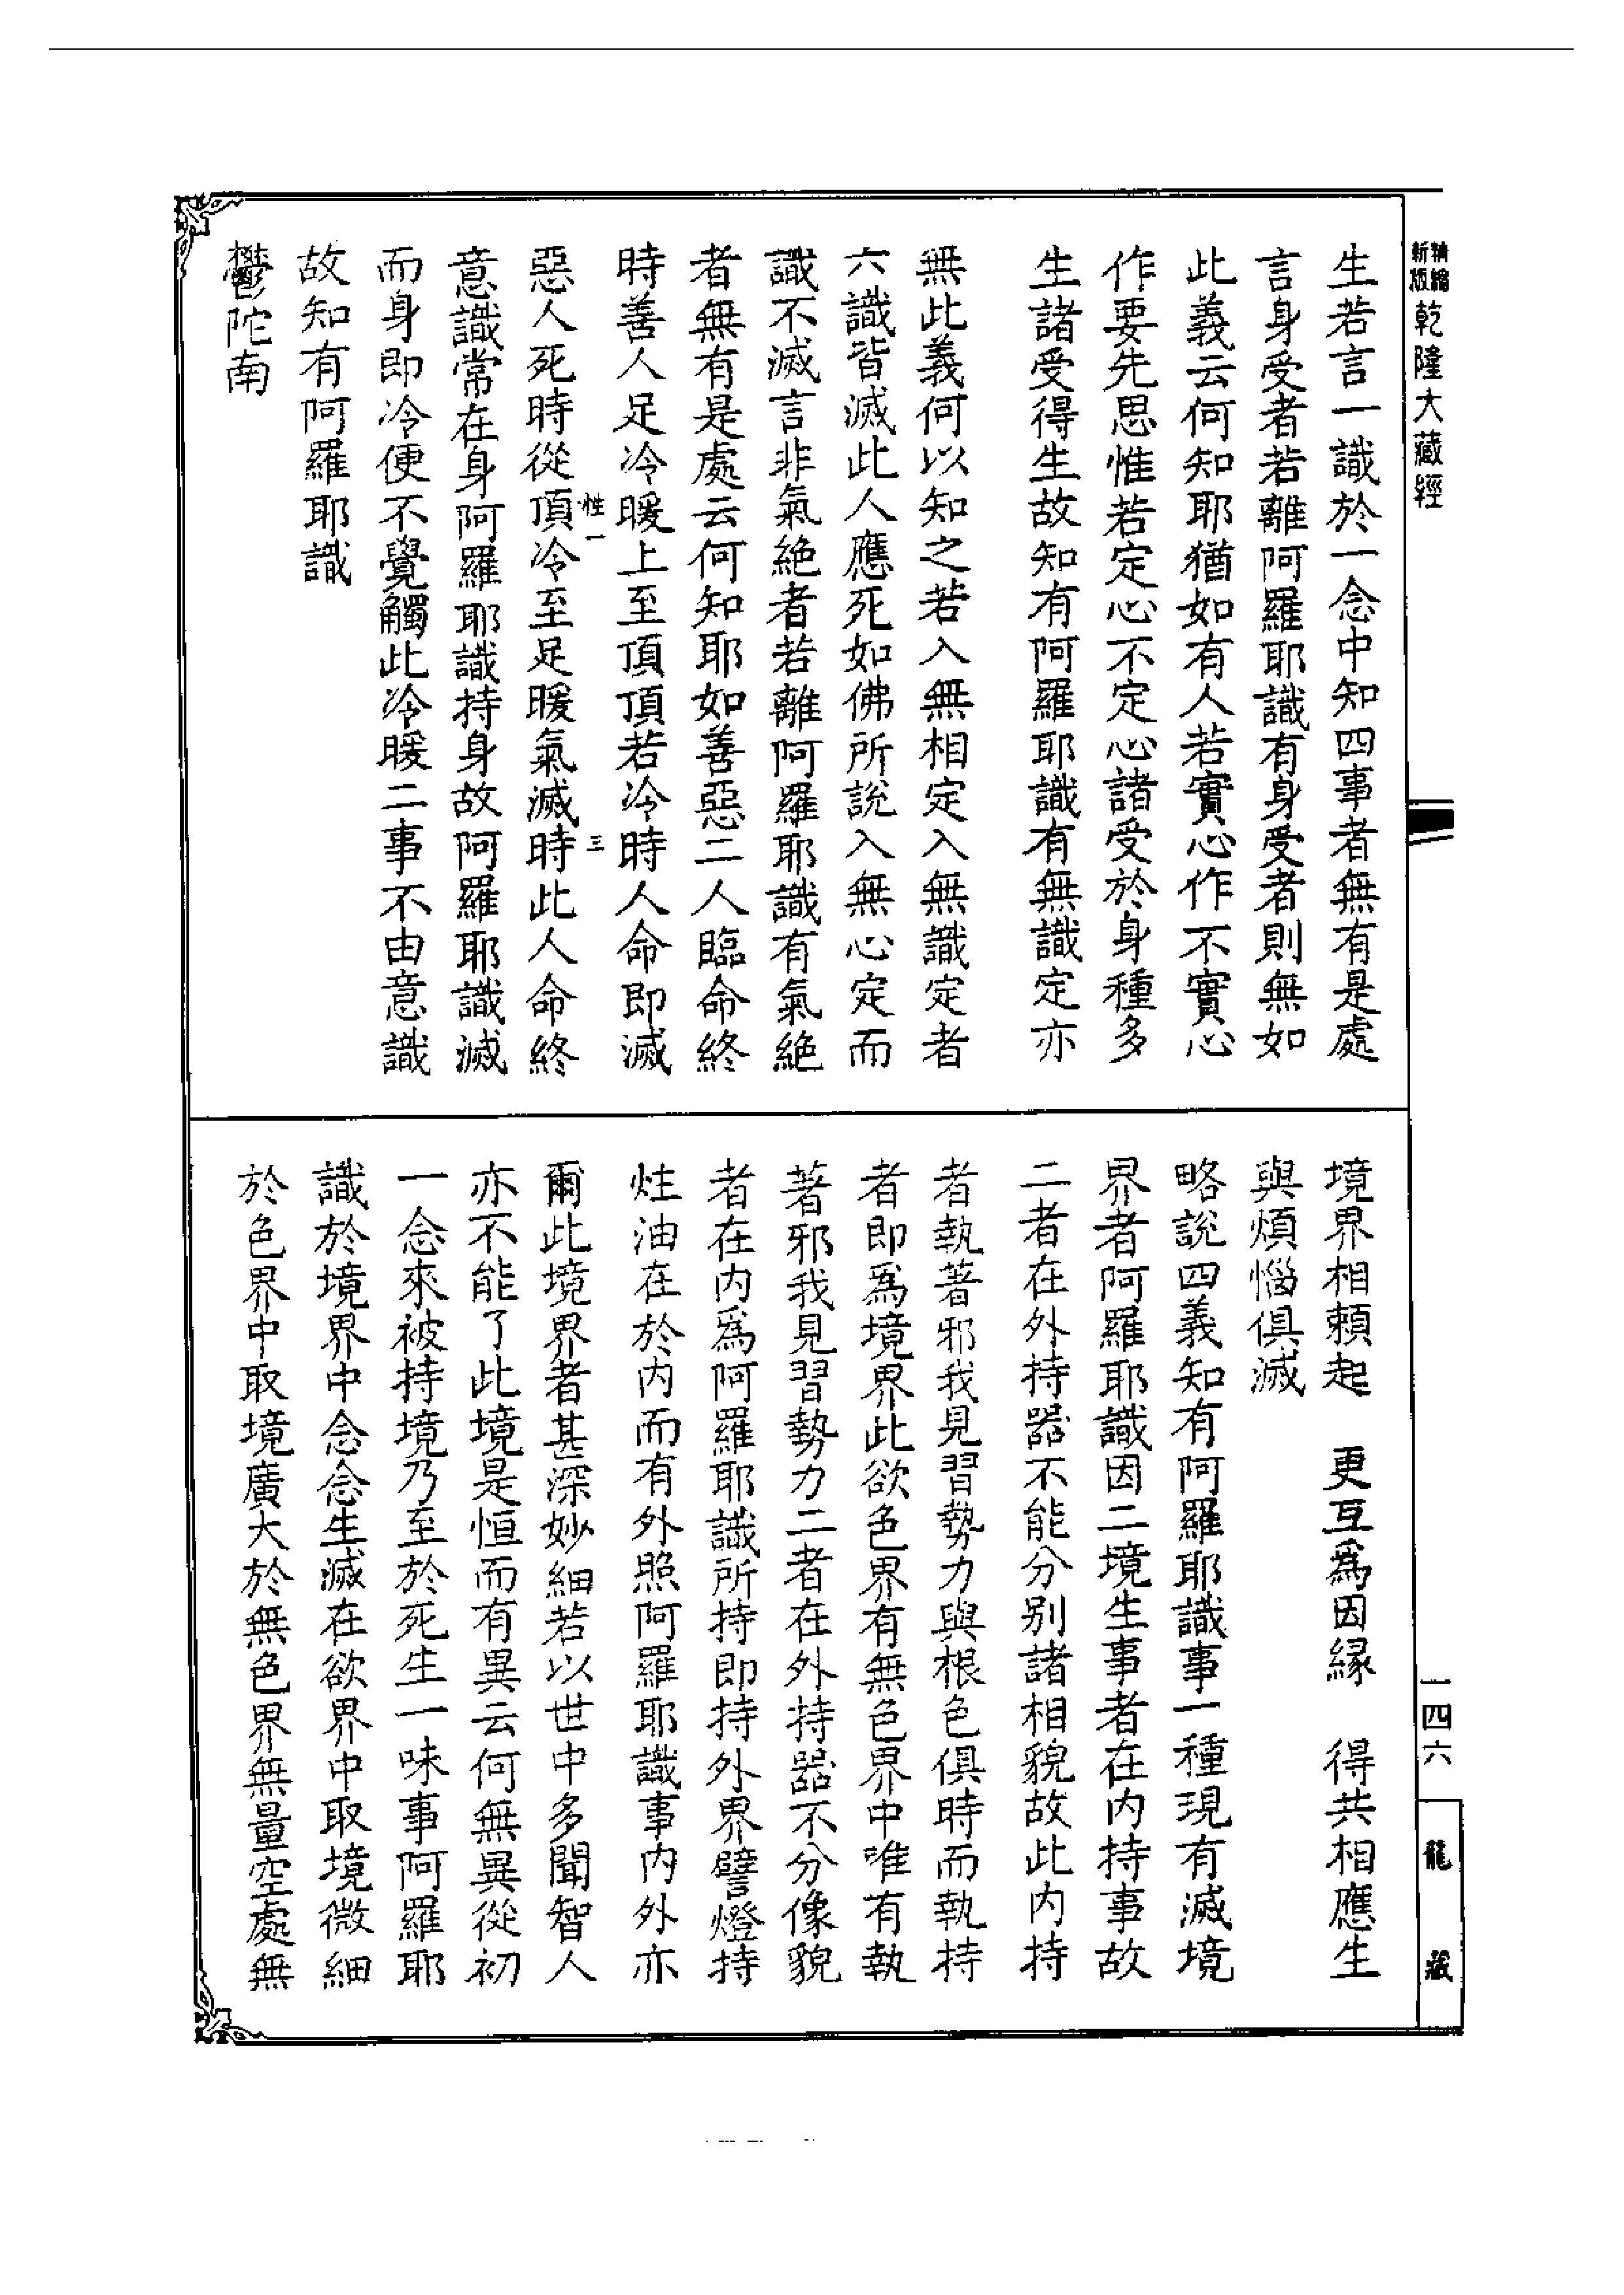 新版精縮乾隆大藏經
生若言一識於一念中知四事者無有是處
言身受者若離阿羅耶識有身受者則無如
此義云何知耶猶如有人若實心作不實心
作要先思惟若定心不定心諸受於身種多
生諸受得生故知有阿羅耶識有無識定亦
無此義何以知之若入無相定入無識定者
六識皆滅此人應死如佛所說入無心定而
識不滅言非氣絶者若離阿羅耶識有氣絶
者無有是處云何知耶如善惡二人臨命終
時善人足冷暖上至頂頂若冷時人命即滅
性一 三
惡人死時從頂冷至足暖氣滅時此人命終
意識常在身阿羅耶識持身故阿羅耶識滅
而身即冷便不覺觸此冷暖二事不由意識
故知有阿羅耶識
鬱陀南
境界相頼起 更互為因縁 得共相應生
與煩惱俱滅
略說四義知有阿羅耶識事一種現有滅境
界者阿羅耶識因二境生事者在内持事故
二者在外持器不能分别諸相貌故此内持
者執著邪我見習勢力與根色俱時而執持
者即為境界此欲色界有無色界中唯有執
著邪我見習勢力二者在外持器不分像貌
者在内為阿羅耶識所持即持外界譬燈持
炷油在於内而有外照阿羅耶識事内外亦
爾此境界者甚深妙細若以世中多聞智人
亦不能了此境是恒而有異云何無異從初
一念來被持境乃至於死生一味事阿羅耶
識於境界中念念生滅在欲界中取境微細
於色界中取境廣大於無色界無量空處無
一四六
龍藏